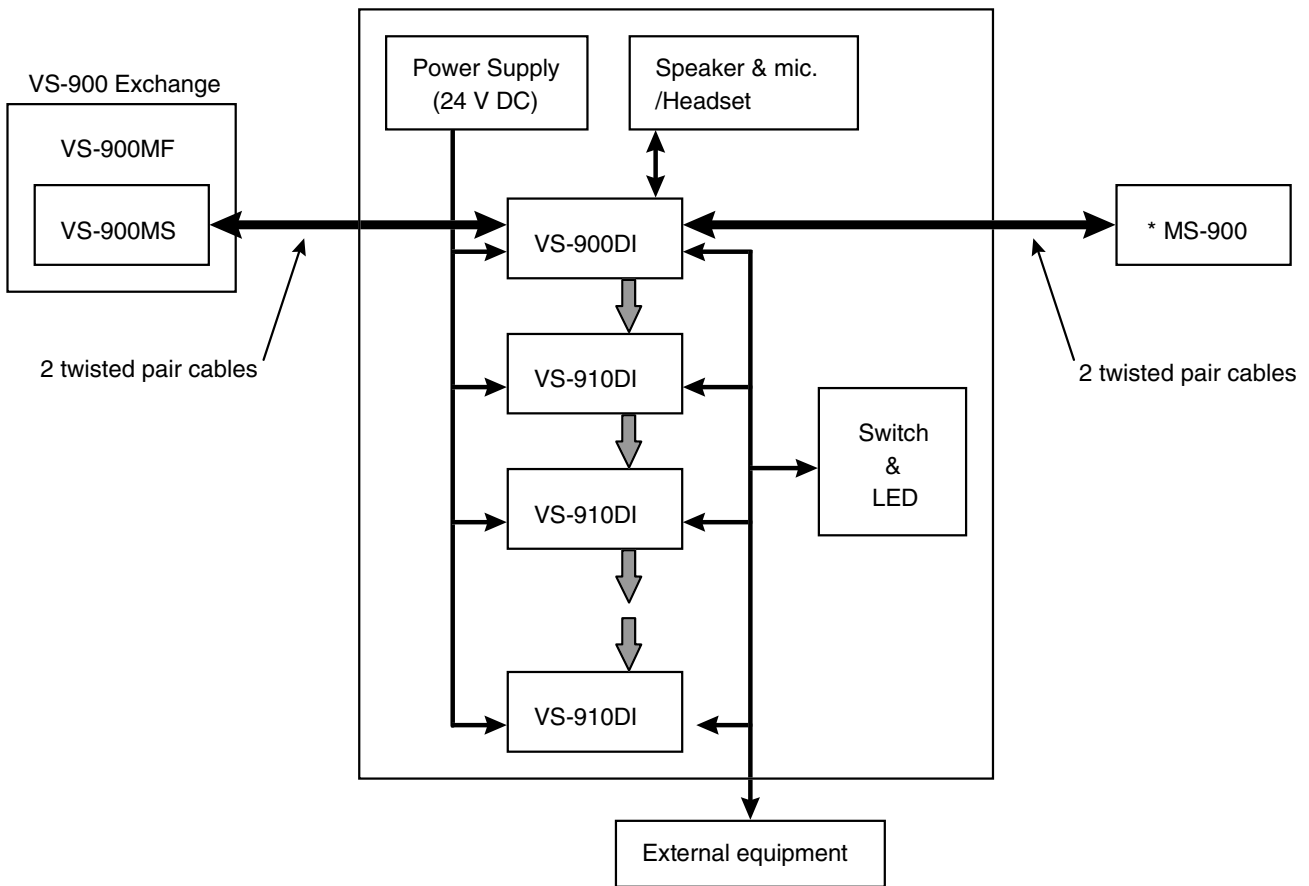 Power Supply
(24 V DC)
Speaker & mic.
/Headset
VS-900 Exchange
VS-900MF
VS-900MS
VS-900DI
* MS-900
2 twisted pair cables
2 twisted pair cables
VS-910DI
Switch
&
LED
VS-910DI
VS-910DI
External equipment